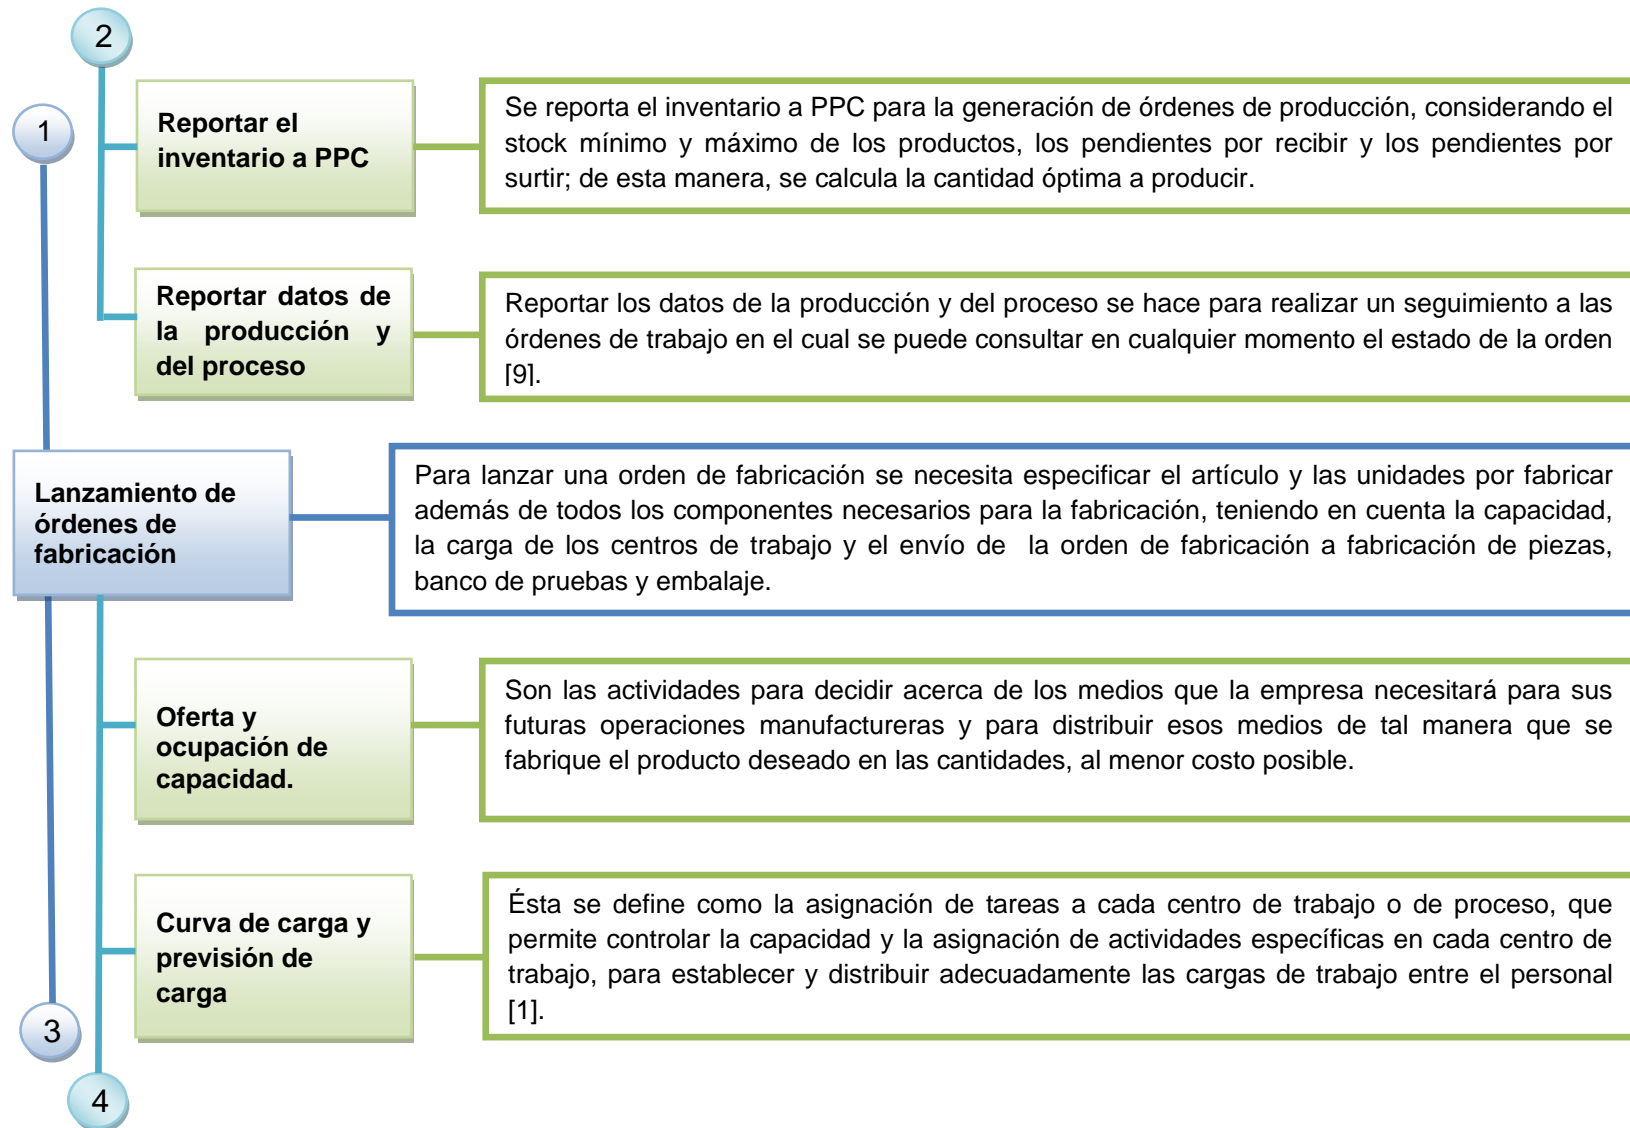 2
1
Reportar el
inventario a PPC
Se reporta el inventario a PPC para la generación de órdenes de producción, considerando el
stock mínimo y máximo de los productos, los pendientes por recibir y los pendientes por
surtir; de esta manera, se calcula la cantidad óptima a producir.
Reportar datos de
la producción y
del proceso
Reportar los datos de la producción y del proceso se hace para realizar un seguimiento a las
órdenes de trabajo en el cual se puede consultar en cualquier momento el estado de la orden
[9].
Lanzamiento de
órdenes de
fabricación
Para lanzar una orden de fabricación se necesita especificar el artículo y las unidades por fabricar
además de todos los componentes necesarios para la fabricación, teniendo en cuenta la capacidad,
la carga de los centros de trabajo y el envío de la orden de fabricación a fabricación de piezas,
banco de pruebas y embalaje.
Oferta y
ocupación de
capacidad.
Son las actividades para decidir acerca de los medios que la empresa necesitará para sus
futuras operaciones manufactureras y para distribuir esos medios de tal manera que se
fabrique el producto deseado en las cantidades, al menor costo posible.
Curva de carga y
previsión de
carga
Ésta se define como la asignación de tareas a cada centro de trabajo o de proceso, que
permite controlar la capacidad y la asignación de actividades específicas en cada centro de
trabajo, para establecer y distribuir adecuadamente las cargas de trabajo entre el personal
[1].
3
4